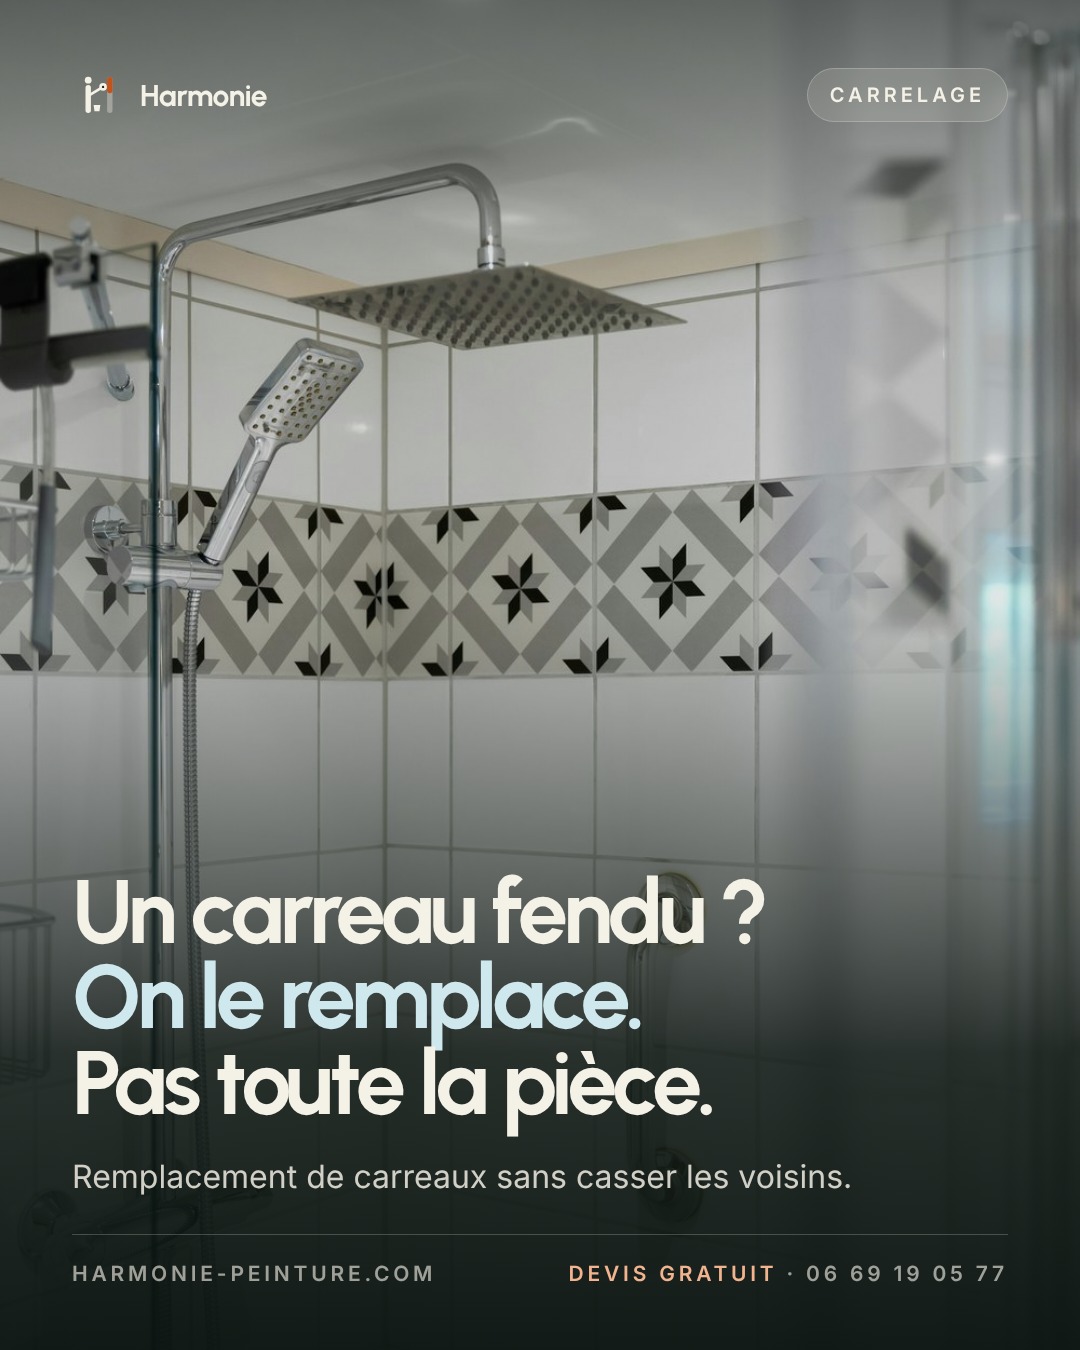 Harmonie
CARRELAGE
Un carreau fendu ?
On le remplace.
Pas toute la pièce.
Remplacement de carreaux sans casser les voisins.
HARMONIE-PEINTURE.COM
DEVIS GRATUIT · 06 69 19 05 77